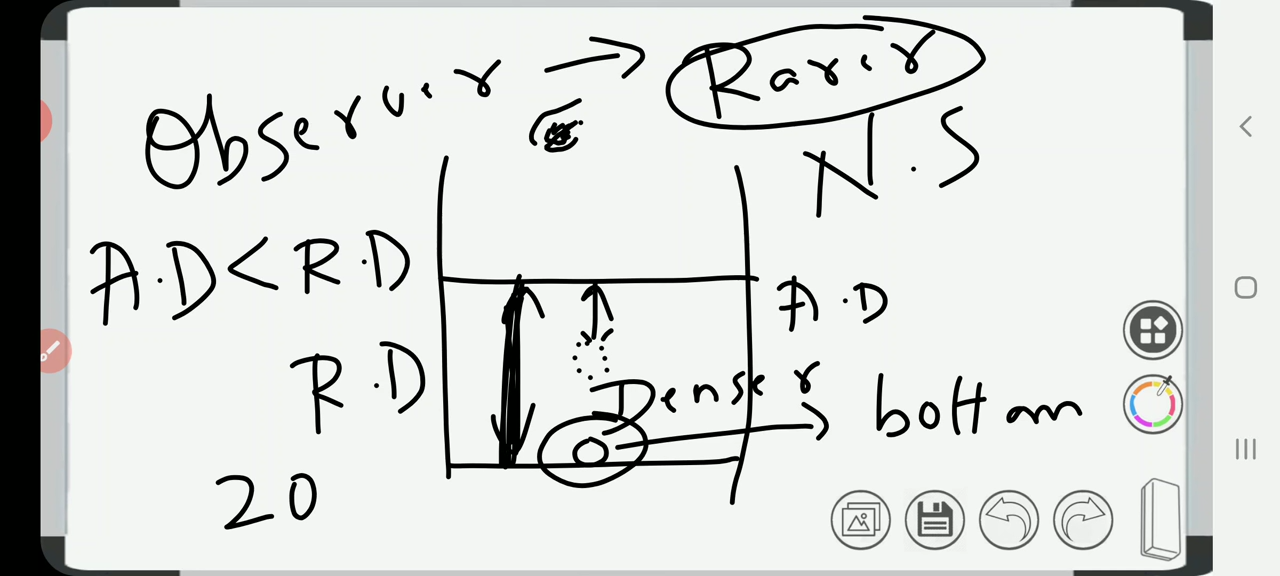 Observer → Rarer
N.S
A.D < R.D
A.D
R.D
Denser
bottom
20